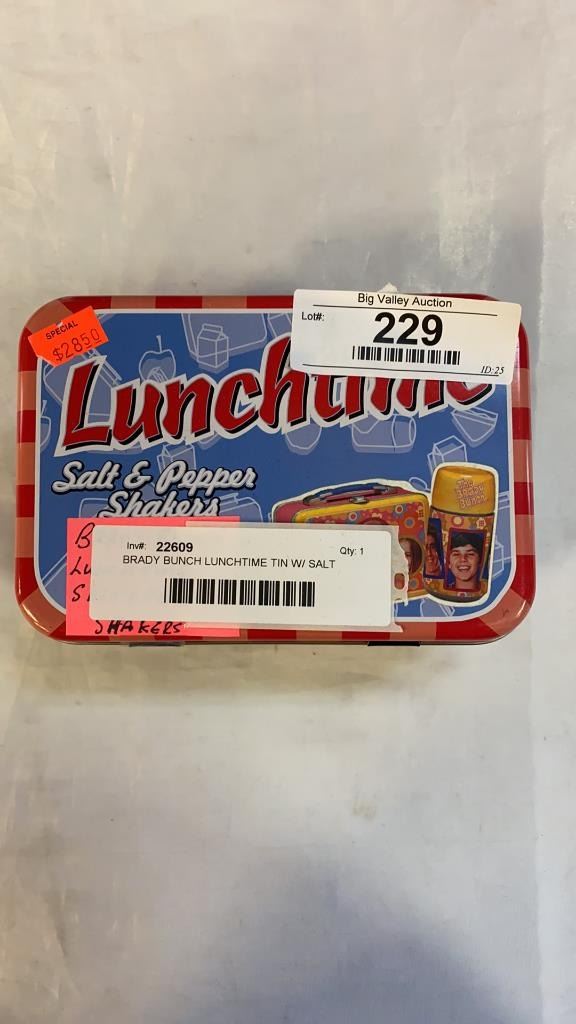 Big Valley Auction
Lot#:
229
ID:25
SPECIAL
$28.50
Lunchtime
Salt & Pepper
Shakers
The
Brady
Bunch
Inv#: 22609
Qty: 1
BRADY BUNCH LUNCHTIME TIN W/ SALT
B
LU
S
SHAKERS